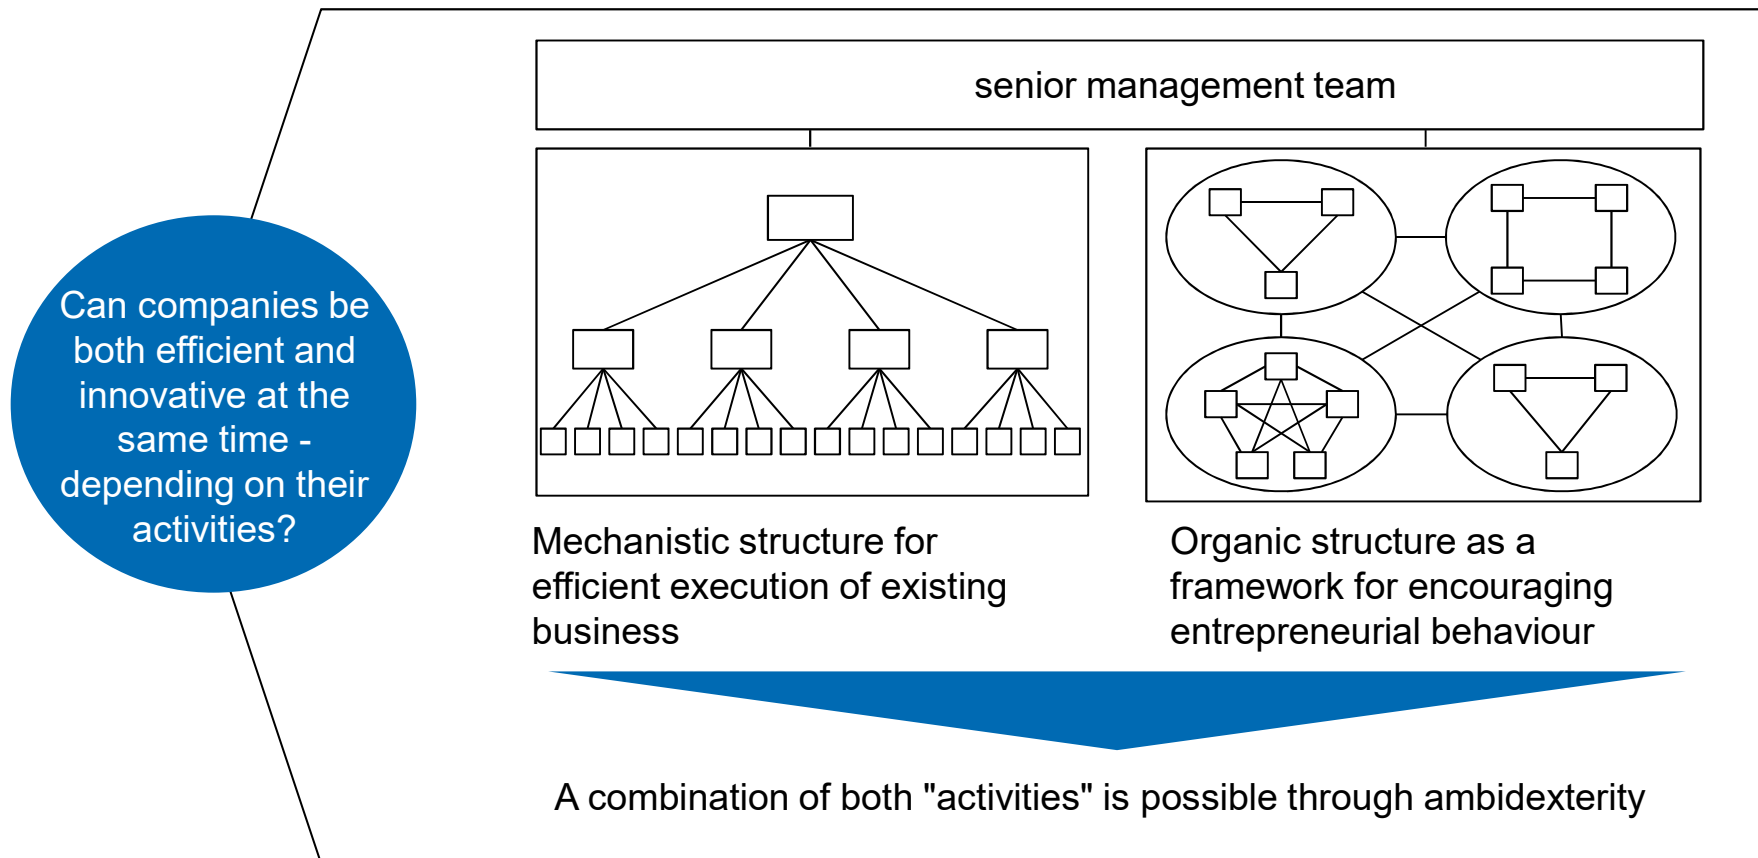 senior management team
Can companies be
both efficient and
innovative at the
same time -
depending on their
activities?
Mechanistic structure for
efficient execution of existing
business
Organic structure as a
framework for encouraging
entrepreneurial behaviour
A combination of both "activities" is possible through ambidexterity